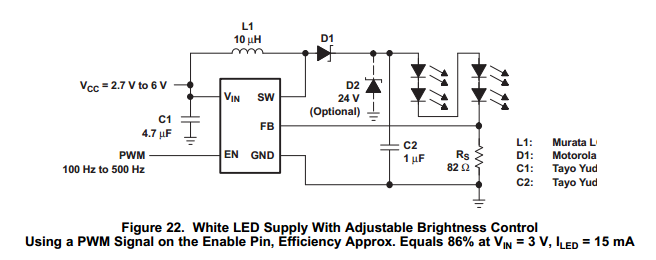 L1
10 µH
D1
VCC = 2.7 V to 6 V
VIN
SW
D2
24 V
(Optional)
C1
4.7 µF
FB
PWM
100 Hz to 500 Hz
EN
GND
C2
1 µF
RS
82 Ω
L1: Murata
D1: Motorola
C1: Tayo Yud
C2: Tayo Yud
Figure 22. White LED Supply With Adjustable Brightness Control
Using a PWM Signal on the Enable Pin, Efficiency Approx. Equals 86% at VIN = 3 V, ILED = 15 mA